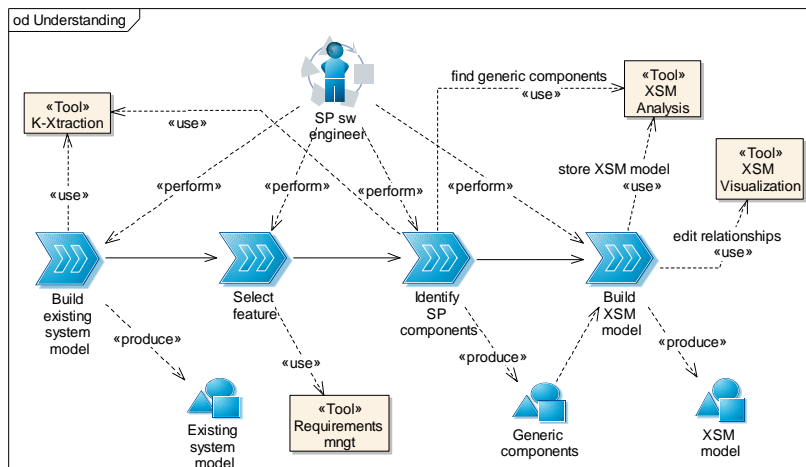 od Understanding
«Tool»
K-Xtraction
SP sw
engineer
find generic components
«use»
«Tool»
XSM
Analysis
«use»
«Tool»
XSM
Visualization
«use»
«perform»
«perform»
«perform»
«perform»
store XSM model
«use»
edit relationships
«use»
Build
existing
system
model
Select
feature
Identify
SP
components
Build
XSM
model
«produce»
«use»
«produce»
«produce»
Existing
system
model
«Tool»
Requirements
mngt
Generic
components
XSM
model